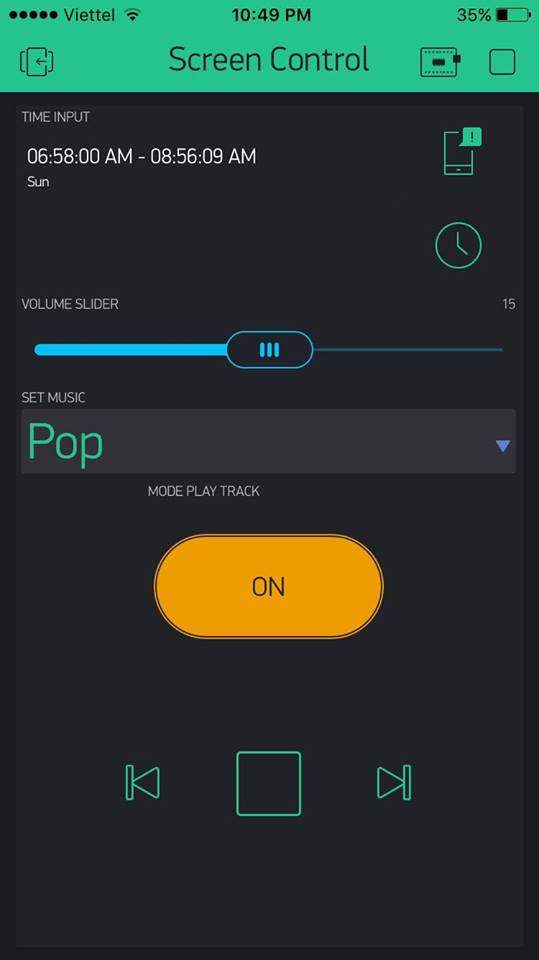 Viettel 10:49 PM 35%
Screen Control
TIME INPUT
06:58:00 AM - 08:56:09 AM
Sun
VOLUME SLIDER 15
SET MUSIC
Pop
MODE PLAY TRACK
ON